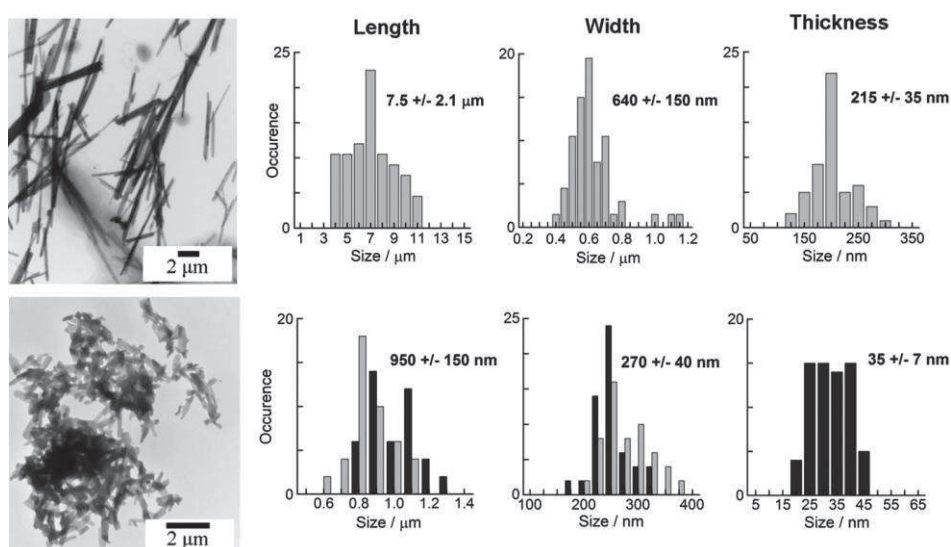 Length
Width
Thickness
25
Occurence
0
7.5 +/- 2.1 μm
1 3 5 7 9 11 13 15
Size / μm
20
0
640 +/- 150 nm
0.2 0.4 0.6 0.8 1.0 1.2
Size / μm
25
0
215 +/- 35 nm
50 150 250 350
Size / nm
2 μm
20
Occurence
0
950 +/- 150 nm
0.6 0.8 1.0 1.2 1.4
Size / μm
25
0
270 +/- 40 nm
100 200 300 400
Size / nm
20
0
35 +/- 7 nm
5 15 25 35 45 55 65
Size / nm
2 μm